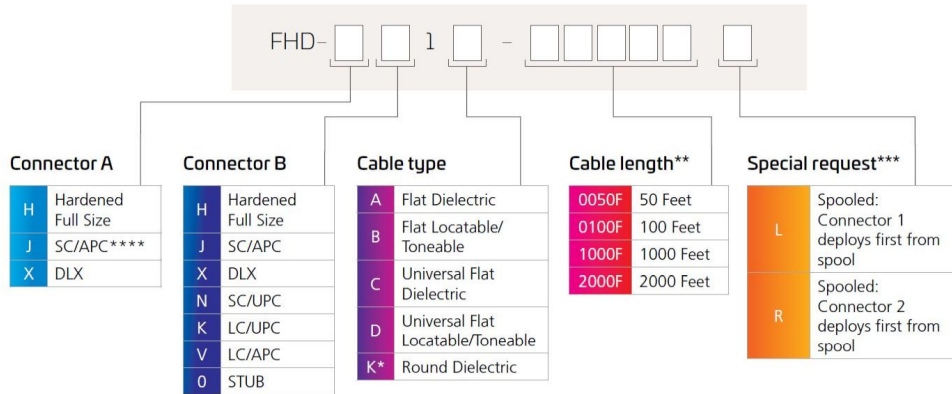 FHD- 1 -
Connector A
H Hardened
Full Size
J SC/APC****
X DLX
Connector B
H Hardened
Full Size
J SC/APC
X DLX
N SC/UPC
K LC/UPC
V LC/APC
0 STUB
Cable type
A Flat Dielectric
B Flat Locatable/
Toneable
C Universal Flat
Dielectric
D Universal Flat
Locatable/Toneable
K* Round Dielectric
Cable length**
0050F 50 Feet
0100F 100 Feet
1000F 1000 Feet
2000F 2000 Feet
Special request***
L Spooled:
Connector 1
deploys first from
spool
R Spooled:
Connector 2
deploys first from
spool